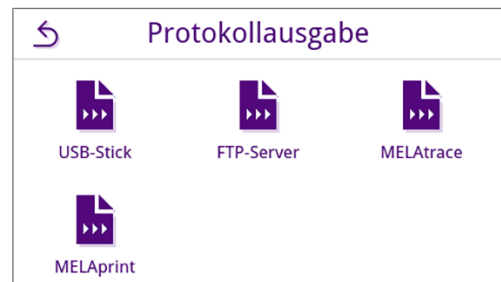 Protokollausgabe
USB-Stick
FTP-Server
MELAtrace
MELAprint